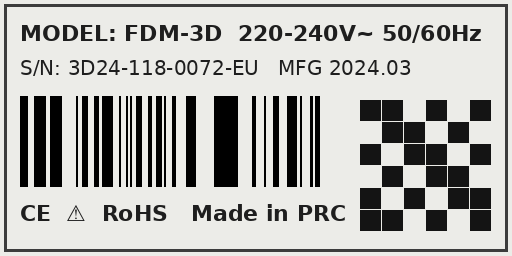 MODEL: FDM-3D 220-240V~ 50/60Hz
S/N: 3D24-118-0072-EU MFG 2024.03
CE ⚠ RoHS Made in PRC